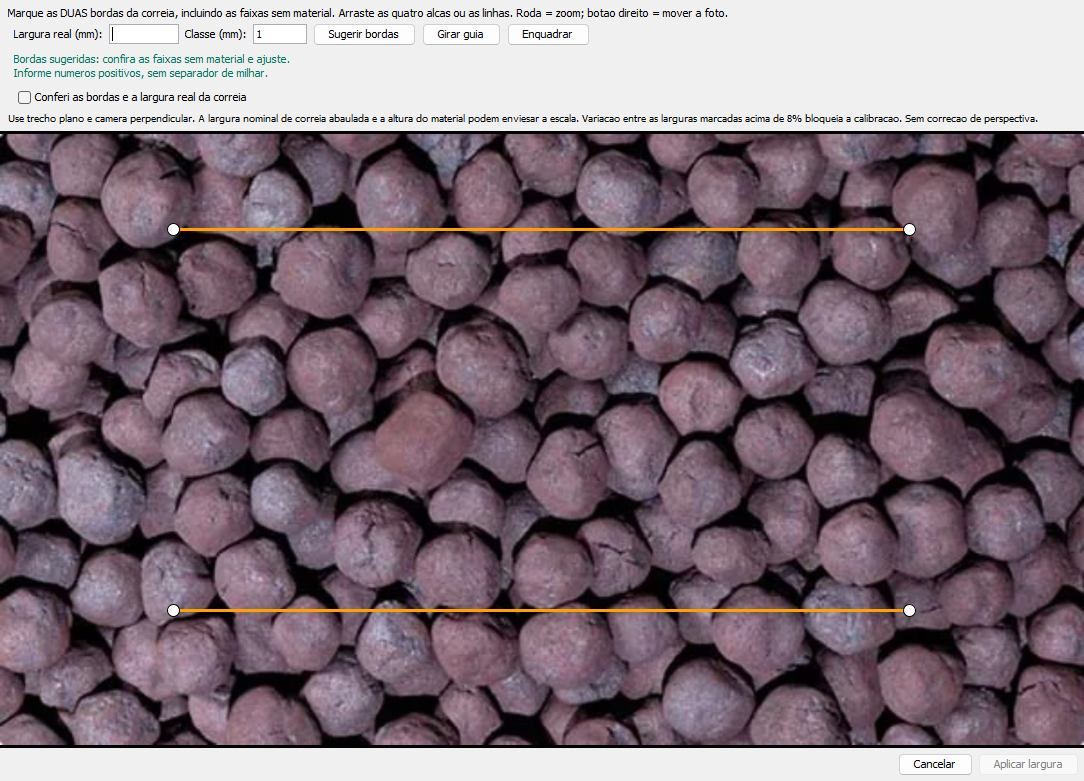 Marque as DUAS bordas da correia, incluindo as faixas sem material. Arraste as quatro alcas ou as linhas. Roda = zoom; botao direito = mover a foto.
Largura real (mm): Classe (mm): 1 Sugerir bordas Girar guia Enquadrar
Bordas sugeridas: confira as faixas sem material e ajuste.
Informe numeros positivos, sem separador de milhar.
Conferi as bordas e a largura real da correia
Use trecho plano e camera perpendicular. A largura nominal de correia abaulada e a altura do material podem enviesar a escala. Variacao entre as larguras marcadas acima de 8% bloqueia a calibracao. Sem correcao de perspectiva.
Cancelar Aplicar largura